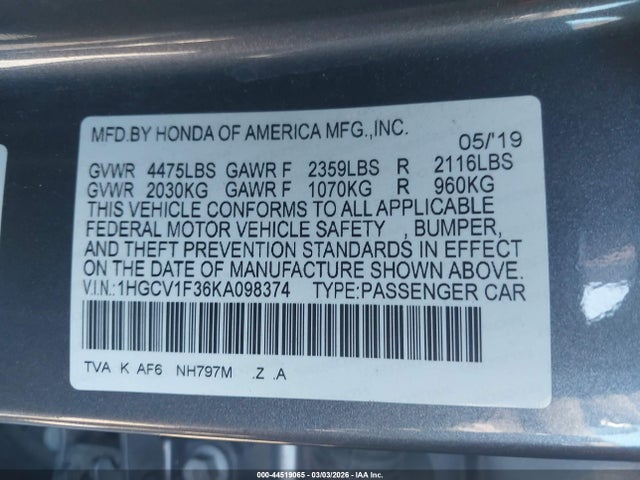 MFD.BY HONDA OF AMERICA MFG.,INC.
05/'19
GVWR 4475LBS GAWR F 2359LBS R 2116LBS
GVWR 2030KG GAWR F 1070KG R 960KG
THIS VEHICLE CONFORMS TO ALL APPLICABLE
FEDERAL MOTOR VEHICLE SAFETY , BUMPER,
AND THEFT PREVENTION STANDARDS IN EFFECT
ON THE DATE OF MANUFACTURE SHOWN ABOVE.
V.I.N.:1HGCV1F36KA098374 TYPE:PASSENGER CAR
TVA K AF6 NH797M .Z .A
000-44519065 - 03/03/2026 - IAA Inc.